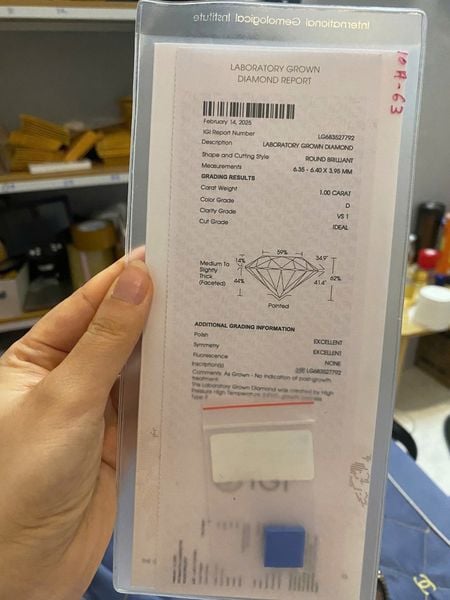 International Gemological Institute
LABORATORY GROWN
DIAMOND REPORT
February 14, 2025
IGI Report Number LG683527792
Description LABORATORY GROWN DIAMOND
Shape and Cutting Style ROUND BRILLIANT
Measurements 6.35 - 6.40 X 3.95 MM
GRADING RESULTS
Carat Weight 1.00 CARAT
Color Grade D
Clarity Grade VS 1
Cut Grade IDEAL
59%
14% 34.9°
Medium To
Slightly
Thick
(Faceted)
44% 41.4° 62%
Pointed
ADDITIONAL GRADING INFORMATION
Polish EXCELLENT
Symmetry EXCELLENT
Fluorescence NONE
Inscription(s) LG683527792
Comments: As Grown - No indication of post-growth
treatment.
This Laboratory Grown Diamond was created by High
Pressure High Temperature (HPHT) growth process
Type II
IGI